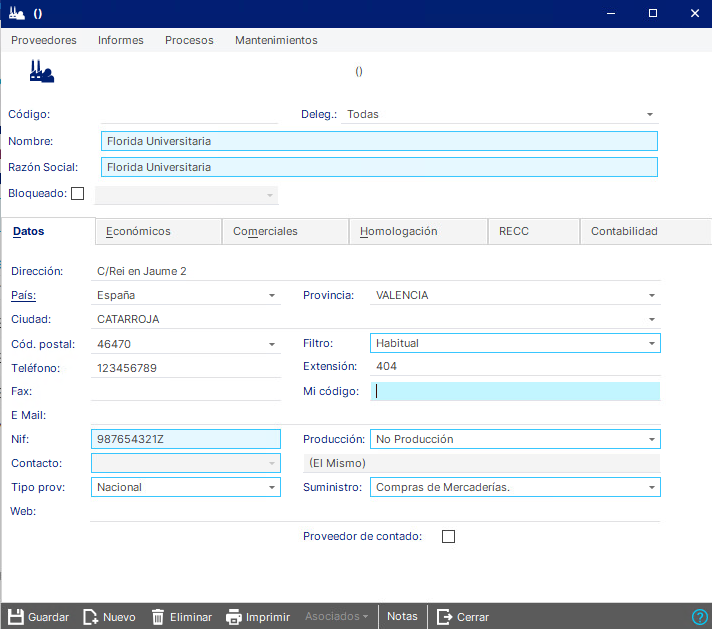 ()
Proveedores Informes Procesos Mantenimientos
()
Código: Deleg.: Todas
Nombre: Florida Universitaria
Razón Social: Florida Universitaria
Bloqueado:
Datos Económicos Comerciales Homologación RECC Contabilidad
Dirección: C/Rei en Jaume 2
País: España Provincia: VALENCIA
Ciudad: CATARROJA
Cód. postal: 46470 Filtro: Habitual
Teléfono: 123456789 Extensión: 404
Fax: Mi código:
E Mail:
Nif: 987654321Z Producción: No Producción
Contacto: (El Mismo)
Tipo prov: Nacional Suministro: Compras de Mercaderías.
Web:
Proveedor de contado:
Guardar Nuevo Eliminar Imprimir Asociados Notas Cerrar ?